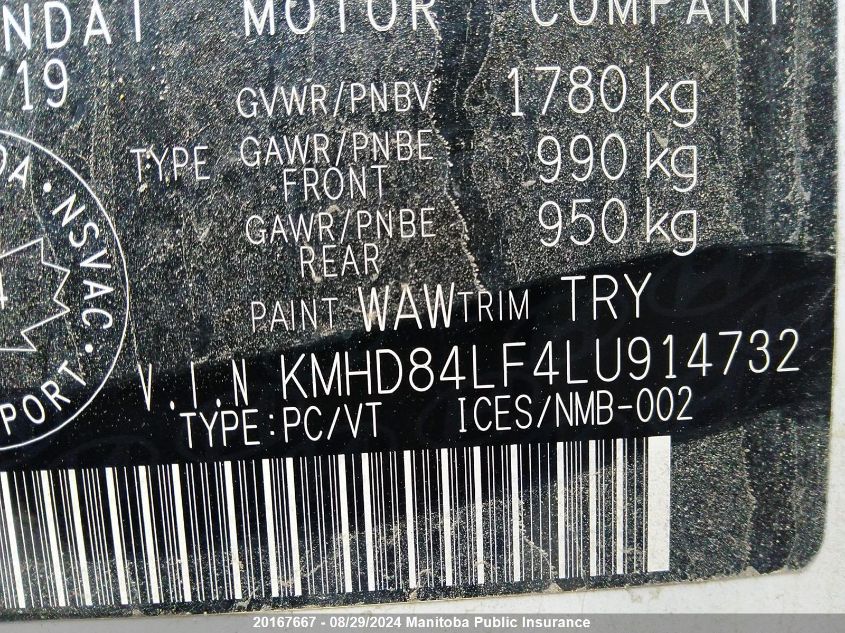 NDAI MOTOR COMPANY
/19
GVWR/PNBV 1780 kg
TYPE GAWR/PNBE FRONT 990 kg
GAWR/PNBE REAR 950 kg
NSVAC
PORT
PAINT WAW TRIM TRY
V.I.N KMHD84LF4LU914732
TYPE:PC/VT ICES/NMB-002
20167667 - 08/29/2024 Manitoba Public Insurance